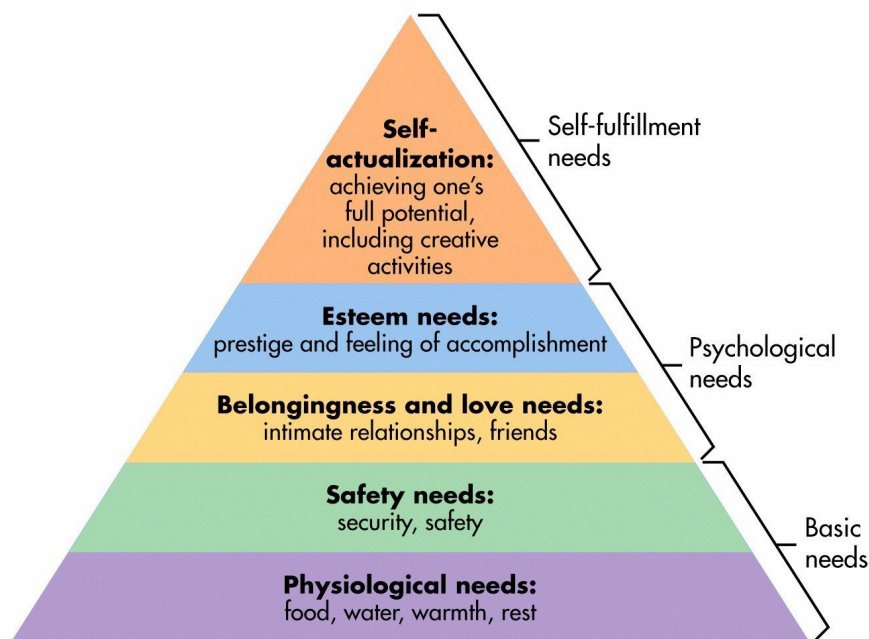 Self-
actualization:
achieving one's
full potential,
including creative
activities
Self-fulfillment
needs
Esteem needs:
prestige and feeling of accomplishment
Belongingness and love needs:
intimate relationships, friends
Psychological
needs
Safety needs:
security, safety
Physiological needs:
food, water, warmth, rest
Basic
needs